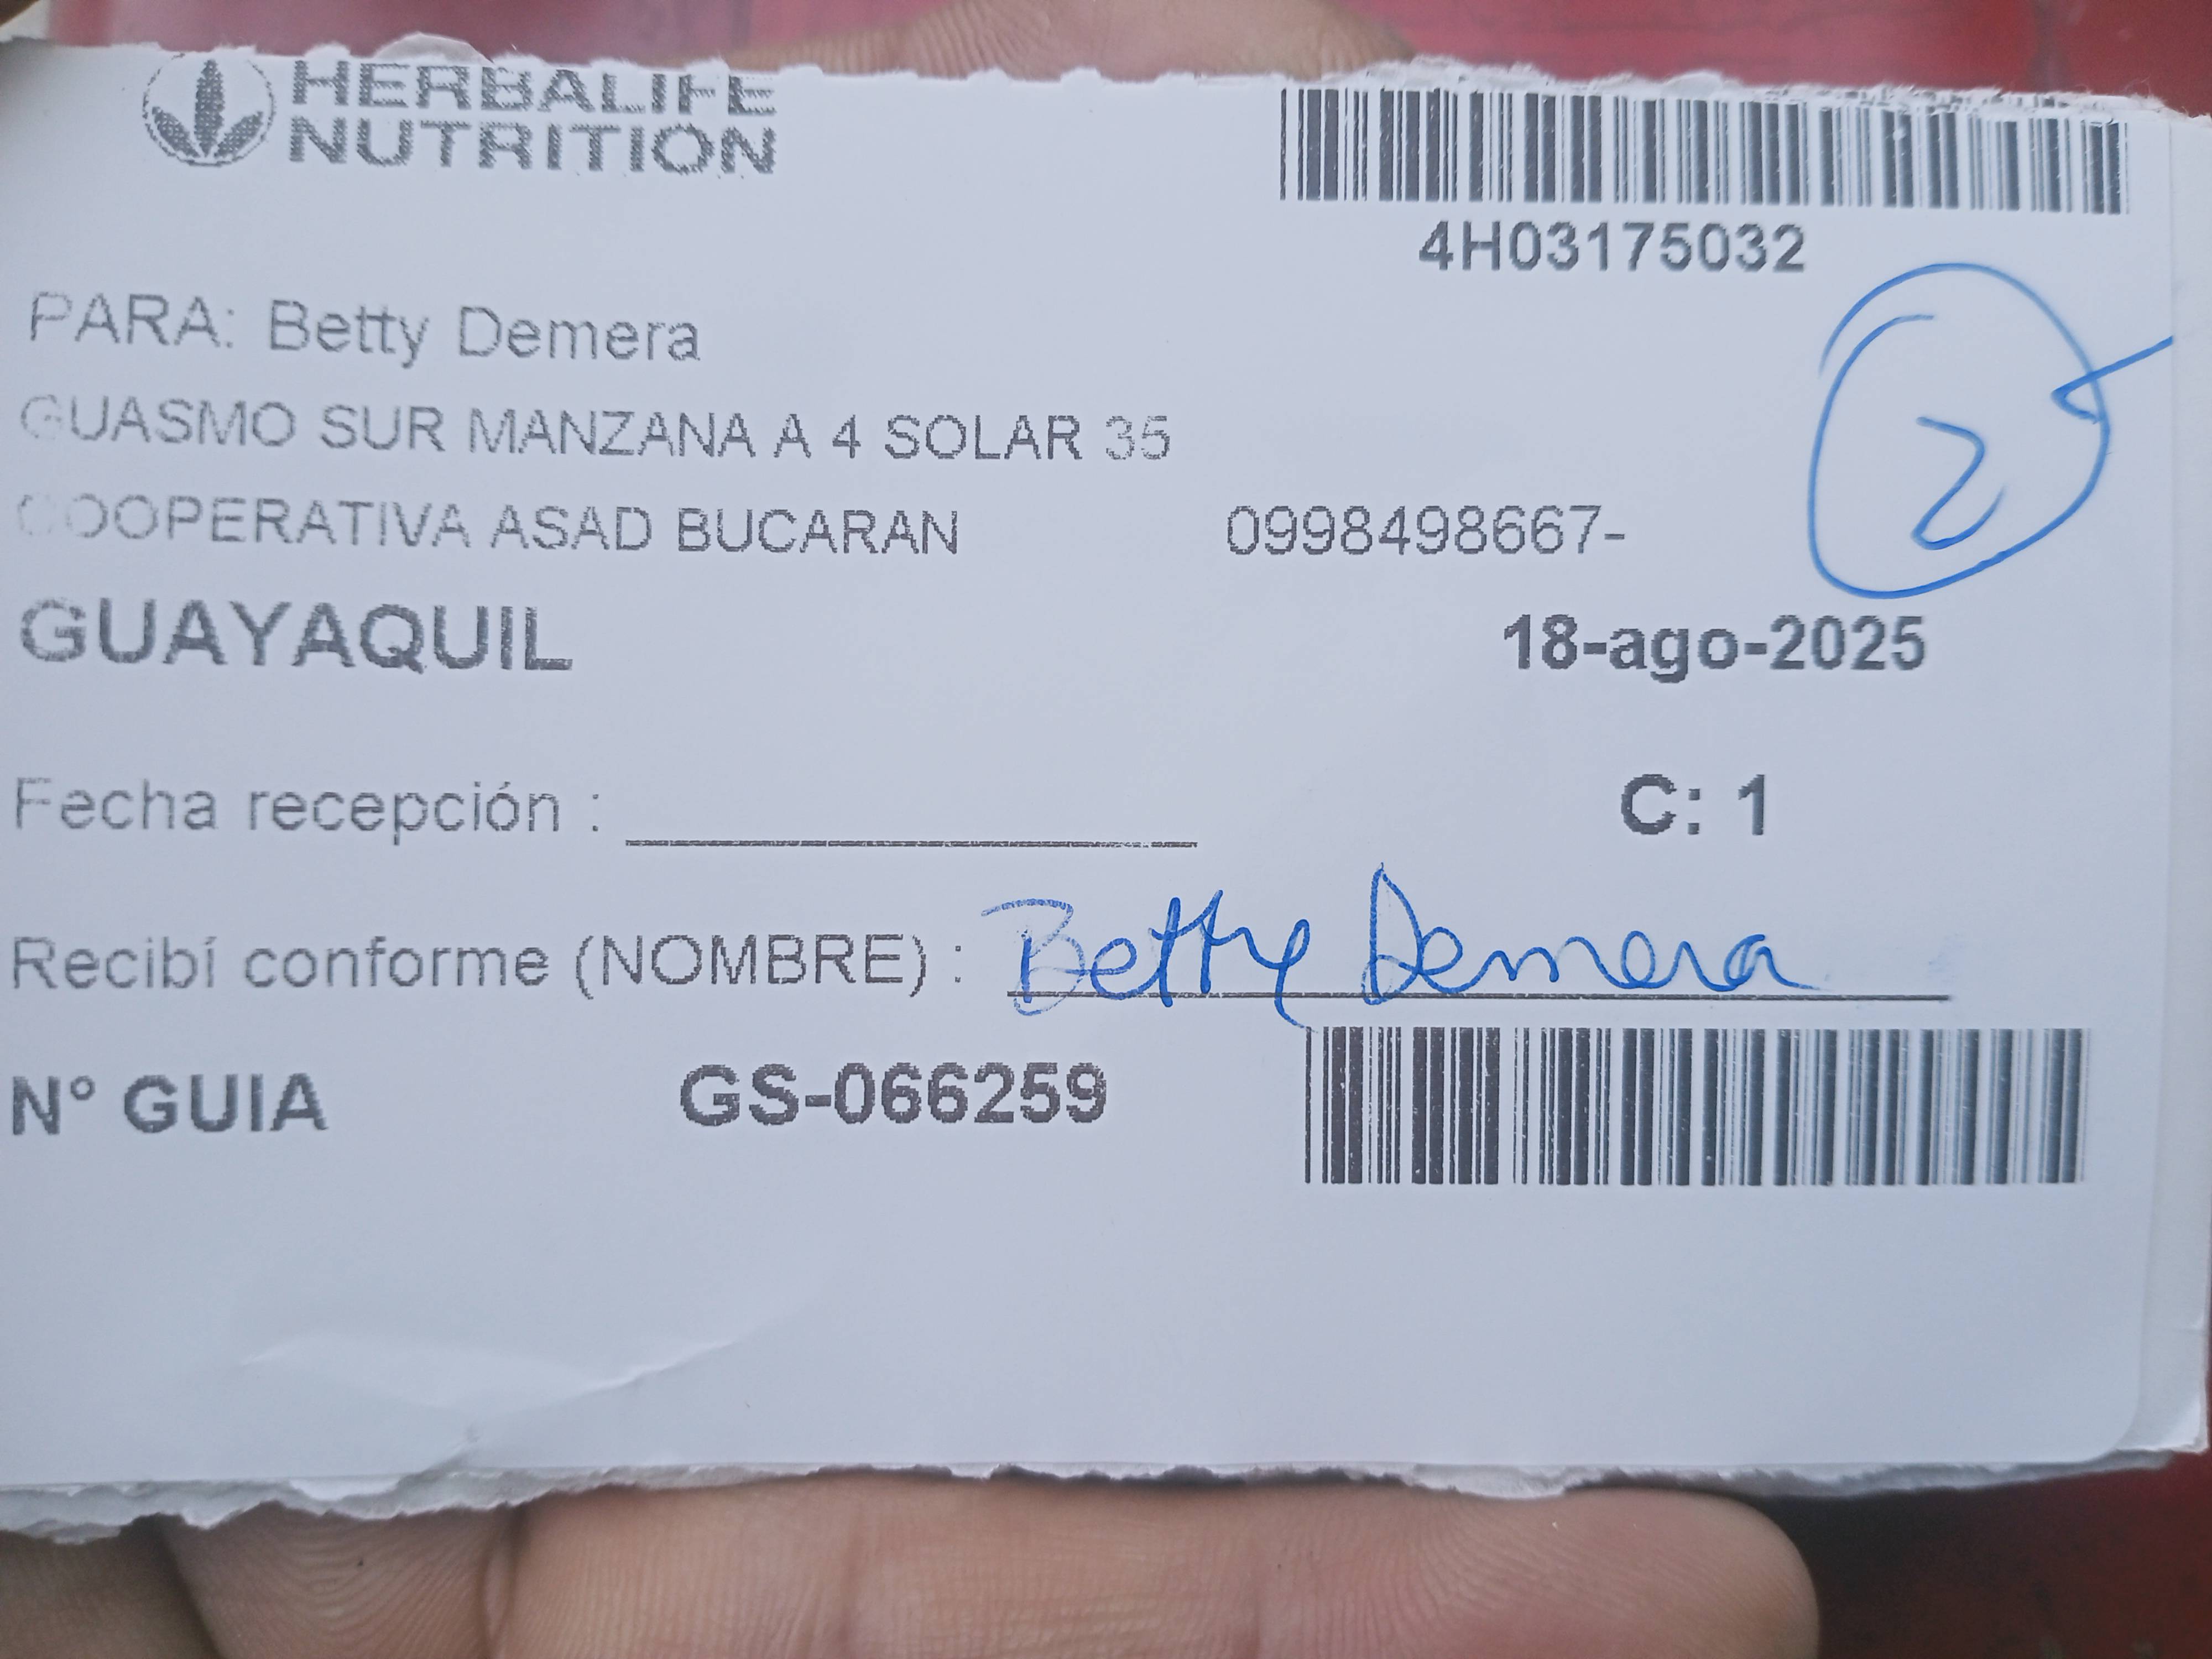 HERBALIFE
NUTRITION
4H03175032
PARA: Betty Demera
GUASMO SUR MANZANA A 4 SOLAR 35
COOPERATIVA ASAD BUCARAN 0998498667-
2
GUAYAQUIL 18-ago-2025
Fecha recepción : C: 1
Recibí conforme (NOMBRE) : Betty Demera
N° GUIA GS-066259